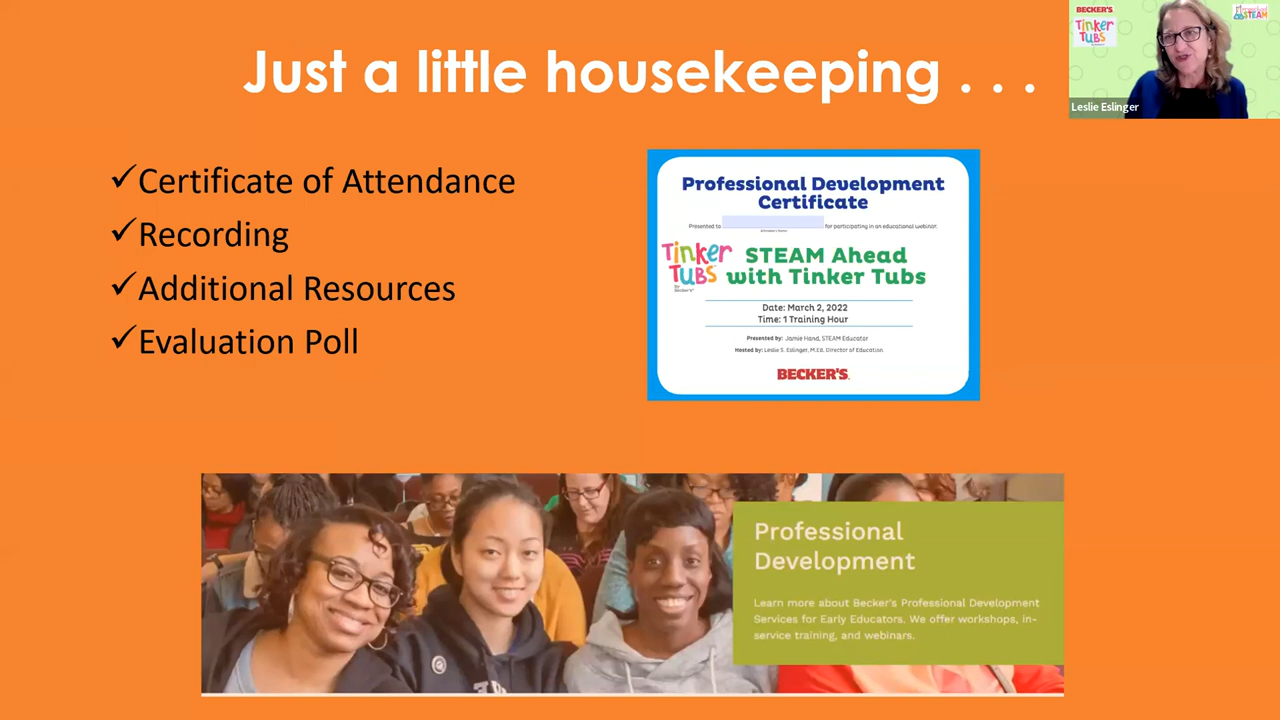 Just a little housekeeping . . .
BECKER'S
Tinker
TUBS
STEAM
Leslie Eslinger
✓Certificate of Attendance
✓Recording
✓Additional Resources
✓Evaluation Poll
Professional Development
Certificate
Presented to
for participating in an educational webinar.
Attendee's Name
Tinker
TUBS
by
Becker's
STEAM Ahead
with Tinker Tubs
Date: March 2, 2022
Time: 1 Training Hour
Presented by: Jamie Hand, STEAM Educator
Hosted by: Leslie S. Eslinger, M.Ed. Director of Education
BECKER'S
Professional
Development
Learn more about Becker's Professional Development
Services for Early Educators. We offer workshops, in-
service training, and webinars.